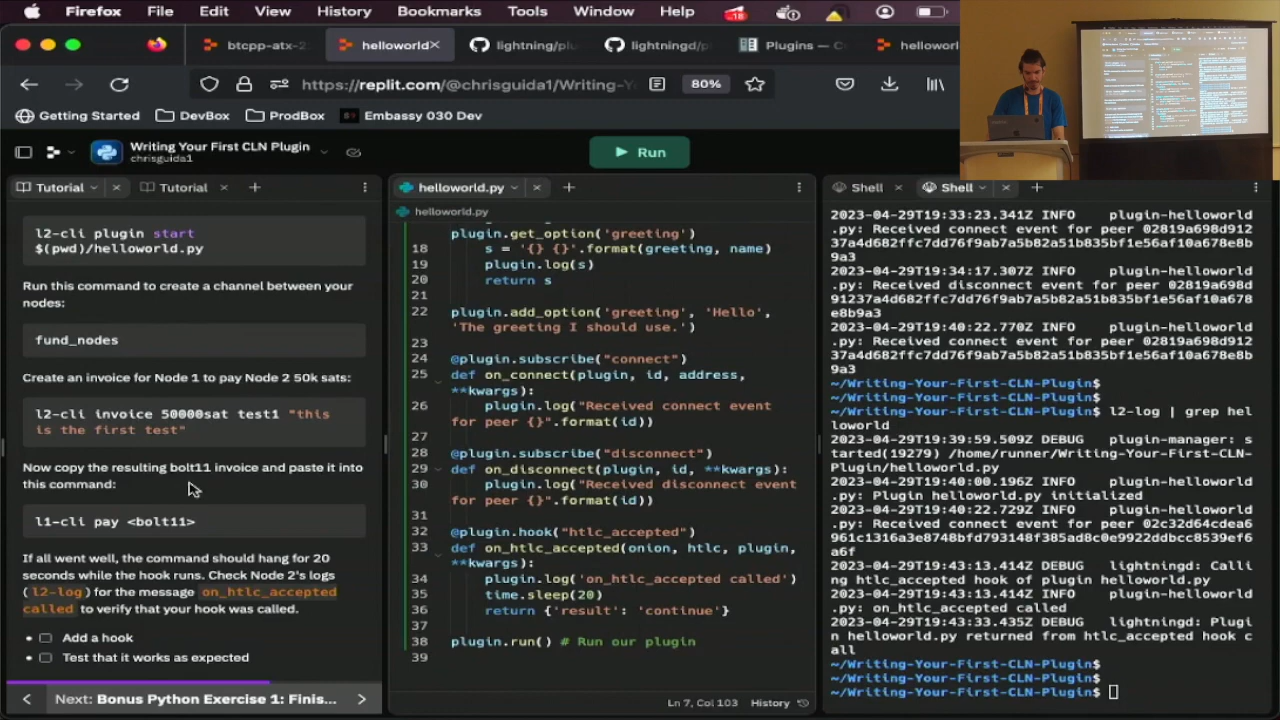 Firefox File Edit View History Bookmarks Tools Window Help
btcpp-atx-2
helloworld
lightning/plu
lightningd/p
Plugins — C
helloworld
https://replit.com/@chrisguida1/Writing-Y
80%
Getting Started DevBox ProdBox Embassy 030 Dev
Writing Your First CLN Plugin
chrisguida1
Run
Tutorial
Tutorial
l2-cli plugin start
$(pwd)/helloworld.py
Run this command to create a channel between your
nodes:
fund_nodes
Create an invoice for Node 1 to pay Node 2 50k sats:
l2-cli invoice 50000sat test1 "this
is the first test"
Now copy the resulting bolt11 invoice and paste it into
this command:
l1-cli pay <bolt11>
If all went well, the command should hang for 20
seconds while the hook runs. Check Node 2's logs
(l2-log) for the message on_htlc_accepted
called to verify that your hook was called.
• Add a hook
• Test that it works as expected
Next: Bonus Python Exercise 1: Finis...
helloworld.py
helloworld.py
plugin.get_option('greeting')
18 s = '{} {}'.format(greeting, name)
19 plugin.log(s)
20 return s
21
22 plugin.add_option('greeting', 'Hello',
'The greeting I should use.')
23
24 @plugin.subscribe("connect")
25 def on_connect(plugin, id, address,
**kwargs):
26 plugin.log("Received connect event
for peer {}".format(id))
27
28 @plugin.subscribe("disconnect")
29 def on_disconnect(plugin, id, **kwargs):
30 plugin.log("Received disconnect event
for peer {}".format(id))
31
32 @plugin.hook("htlc_accepted")
33 def on_htlc_accepted(onion, htlc, plugin,
**kwargs):
34 plugin.log('on_htlc_accepted called')
35 time.sleep(20)
36 return {'result': 'continue'}
37
38 plugin.run() # Run our plugin
39
Ln 7, Col 103 History
Shell
Shell
2023-04-29T19:33:23.341Z INFO plugin-helloworld
.py: Received connect event for peer 02819a698d912
37a4d682ffc7dd76f9ab7a5b82a51b835bf1e56af10a678e8b
9a3
2023-04-29T19:34:17.307Z INFO plugin-helloworld
.py: Received disconnect event for peer 02819a698d
91237a4d682ffc7dd76f9ab7a5b82a51b835bf1e56af10a678
e8b9a3
2023-04-29T19:40:22.770Z INFO plugin-helloworld
.py: Received connect event for peer 02819a698d912
37a4d682ffc7dd76f9ab7a5b82a51b835bf1e56af10a678e8b
9a3
~/Writing-Your-First-CLN-Plugin$
~/Writing-Your-First-CLN-Plugin$
~/Writing-Your-First-CLN-Plugin$ l2-log | grep hel
loworld
2023-04-29T19:39:59.509Z DEBUG plugin-manager: s
tarted(19279) /home/runner/Writing-Your-First-CLN-
Plugin/helloworld.py
2023-04-29T19:40:00.196Z INFO plugin-helloworld
.py: Plugin helloworld.py initialized
2023-04-29T19:40:22.729Z INFO plugin-helloworld
.py: Received connect event for peer 02c32d64cdea6
961c1316a3e8748bfd793148f385ad8c0e9922ddbcc8539ef6
a6f
2023-04-29T19:43:13.414Z DEBUG lightningd: Calli
ng htlc_accepted hook of plugin helloworld.py
2023-04-29T19:43:13.414Z INFO plugin-helloworld
.py: on_htlc_accepted called
2023-04-29T19:43:33.435Z DEBUG lightningd: Plugi
n helloworld.py returned from htlc_accepted hook c
all
~/Writing-Your-First-CLN-Plugin$
~/Writing-Your-First-CLN-Plugin$
~/Writing-Your-First-CLN-Plugin$